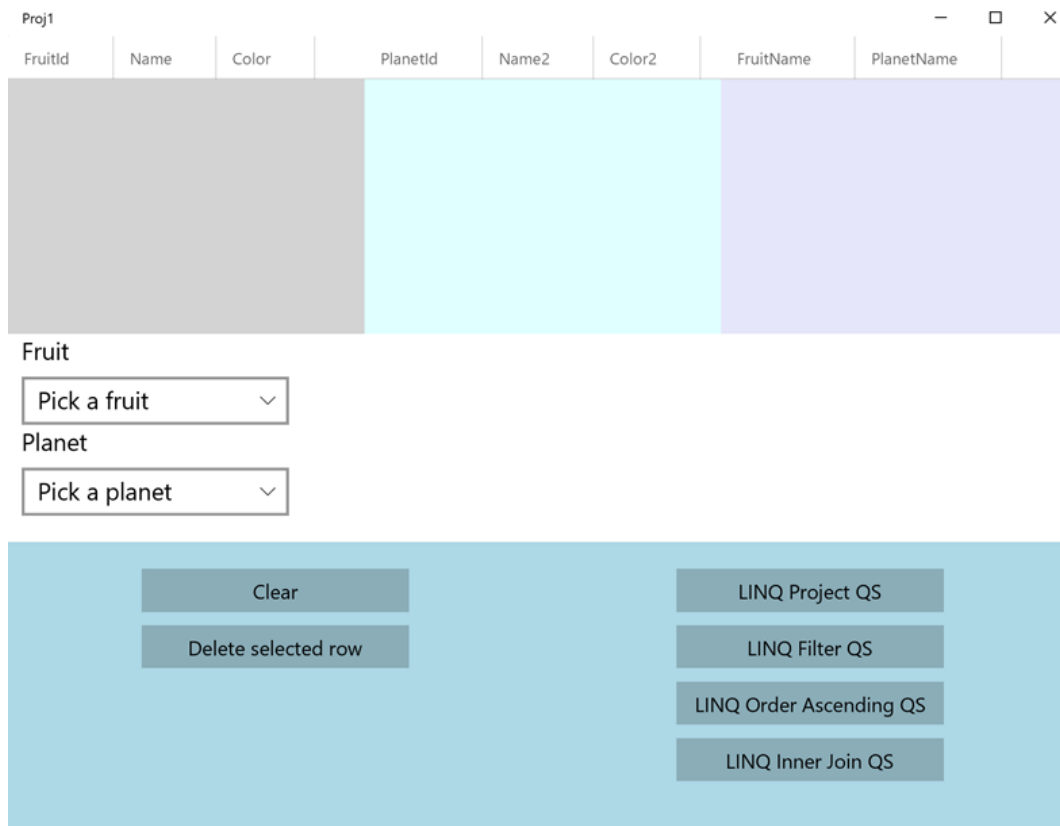 Proj1
FruitId Name Color PlanetId Name2 Color2 FruitName PlanetName
Fruit
Pick a fruit
Planet
Pick a planet
Clear
Delete selected row
LINQ Project QS
LINQ Filter QS
LINQ Order Ascending QS
LINQ Inner Join QS